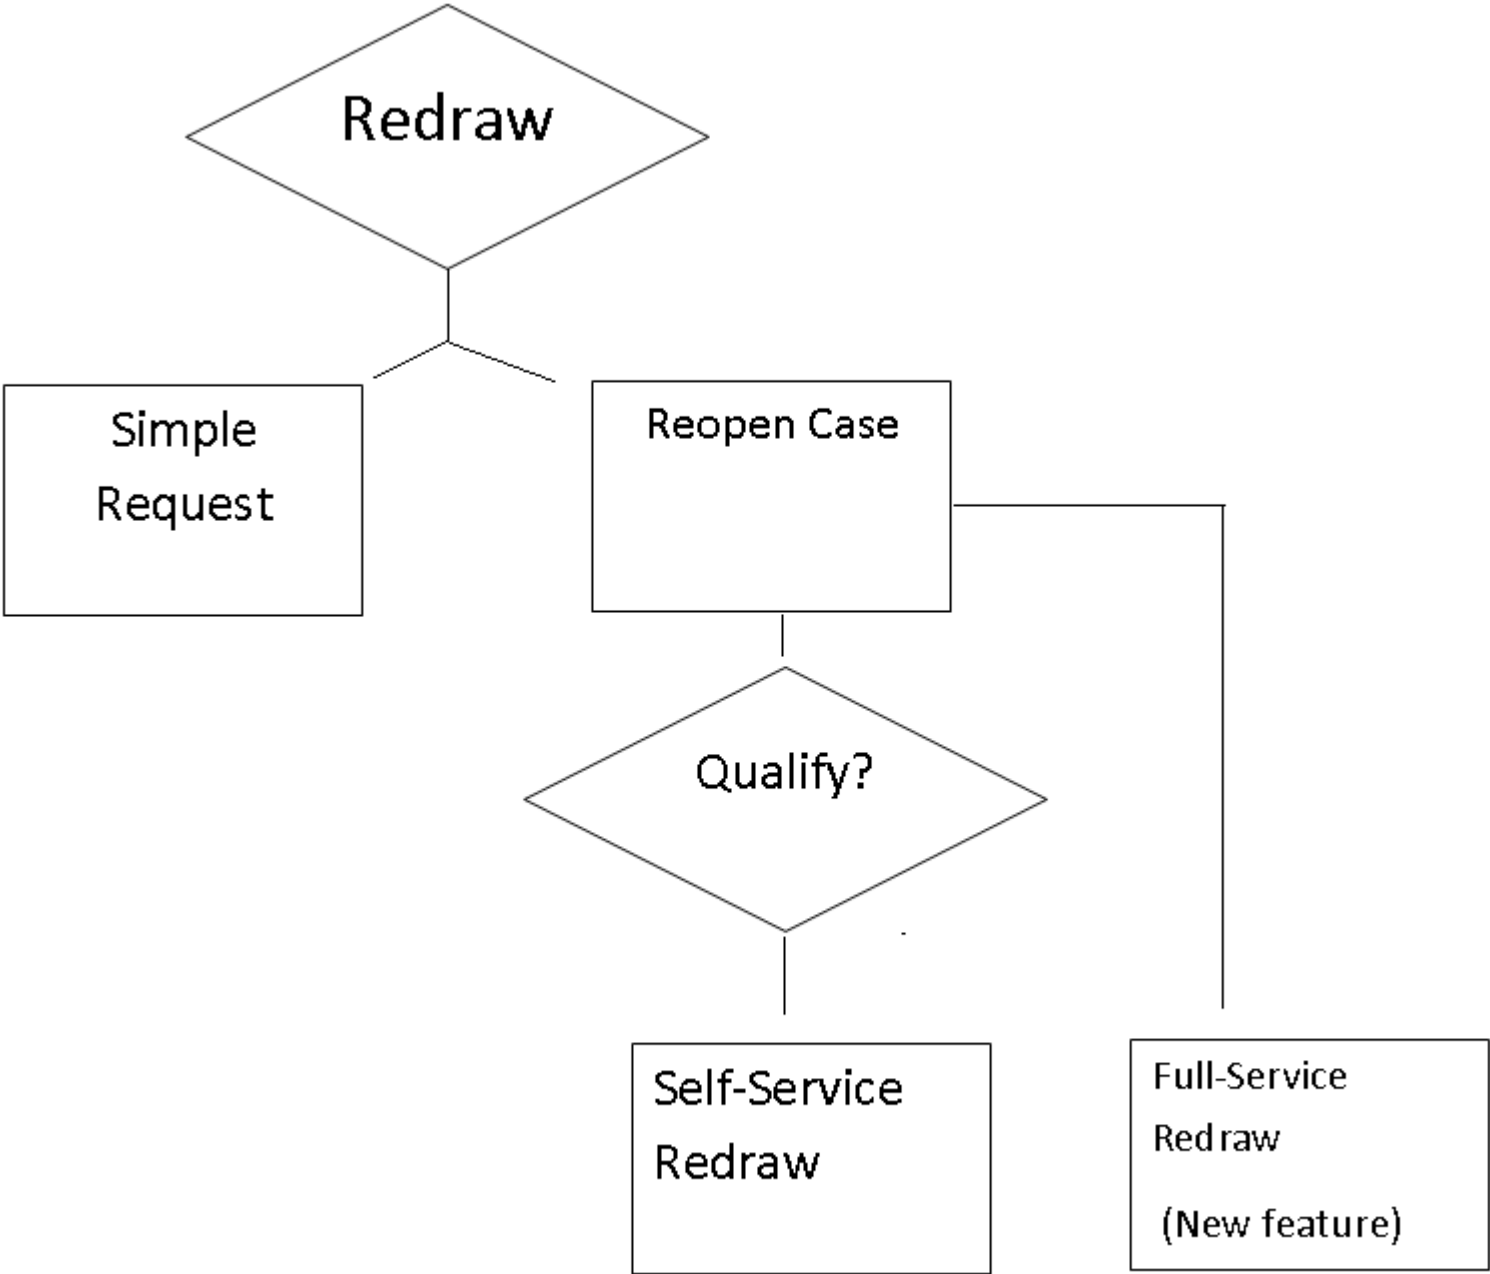 Redraw
Simple
Request
Reopen Case
Qualify?
Self-Service
Redraw
Full-Service
Redraw
(New feature)